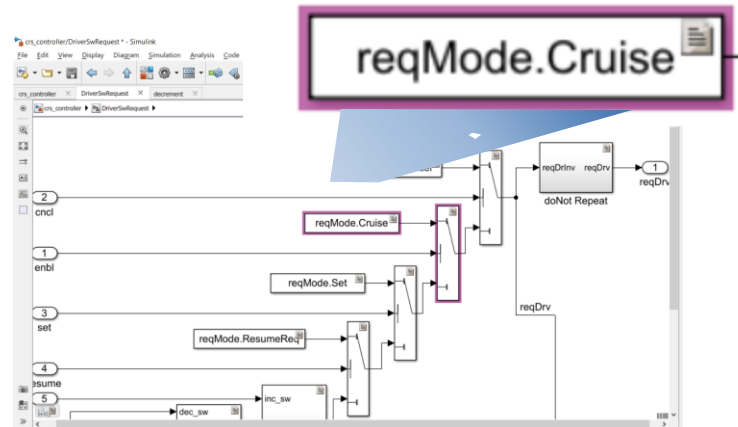 reqMode.Cruise
crs_controller/DriverSwRequest * - Simulink
File Edit View Display Diagram Simulation Analysis Code
crs_controller × DriverSwRequest × decrement ×
crs_controller ▶ DriverSwRequest ▶
reqDrInv reqDrv
1
reqDrv
doNot Repeat
2
cncl
reqMode.Cruise
1
enbl
reqMode.Set
3
set
reqDrv
reqMode.ResumeReq
4
esume
5
inc_sw
dec_sw